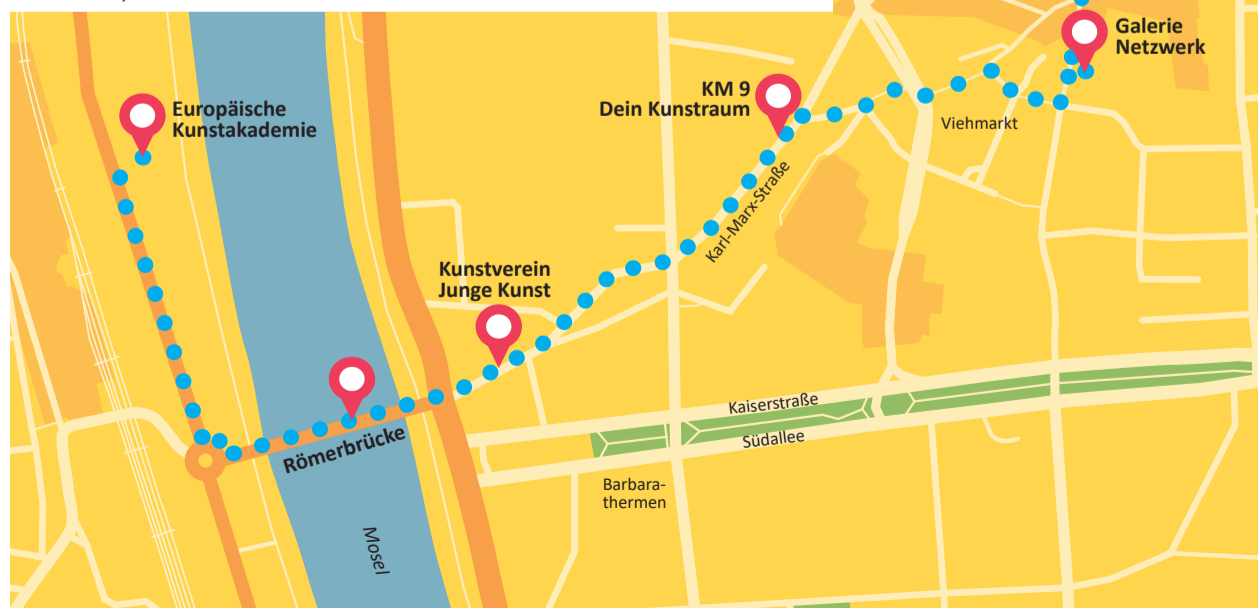 Galerie
Netzwerk
KM 9
Dein Kunstraum
Europäische
Kunstakademie
Viehmarkt
Karl-Marx-Straße
Kunstverein
Junge Kunst
Kaiserstraße
Römerbrücke
Südallee
Barbara-
thermen
Mosel